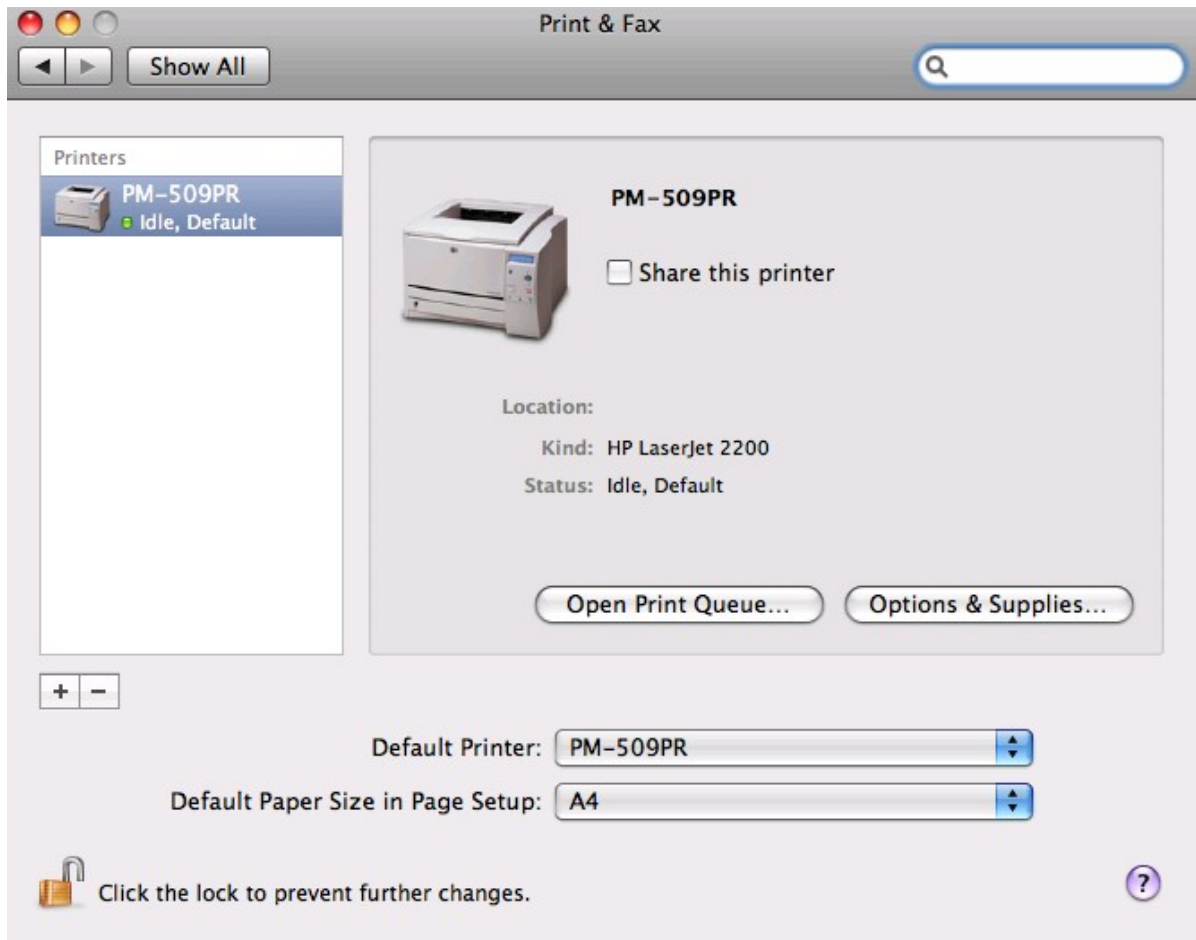 Print & Fax
Show All
Printers
PM-509PR
Idle, Default
PM-509PR
Share this printer
Location:
Kind: HP LaserJet 2200
Status: Idle, Default
Open Print Queue...
Options & Supplies...
+ −
Default Printer: PM-509PR
Default Paper Size in Page Setup: A4
Click the lock to prevent further changes.
?